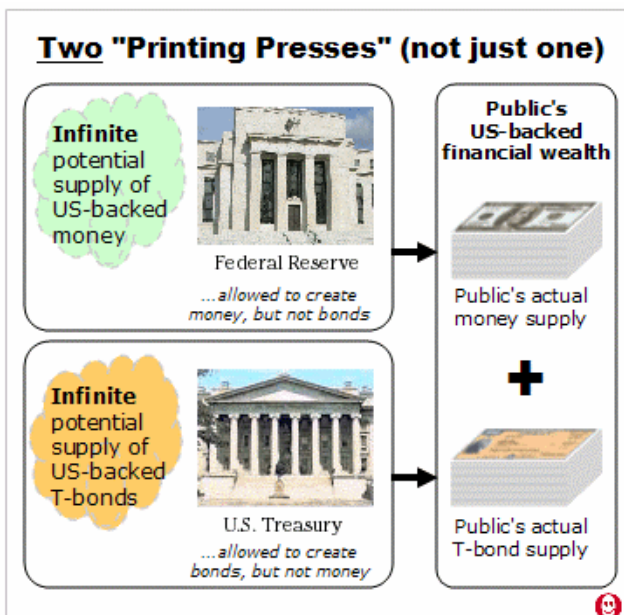 Two "Printing Presses" (not just one)
Infinite
potential
supply of
US-backed
money
Federal Reserve
...allowed to create
money, but not bonds
Infinite
potential
supply of
US-backed
T-bonds
U.S. Treasury
...allowed to create
bonds, but not money
Public's
US-backed
financial wealth
Public's actual
money supply
+
Public's actual
T-bond supply